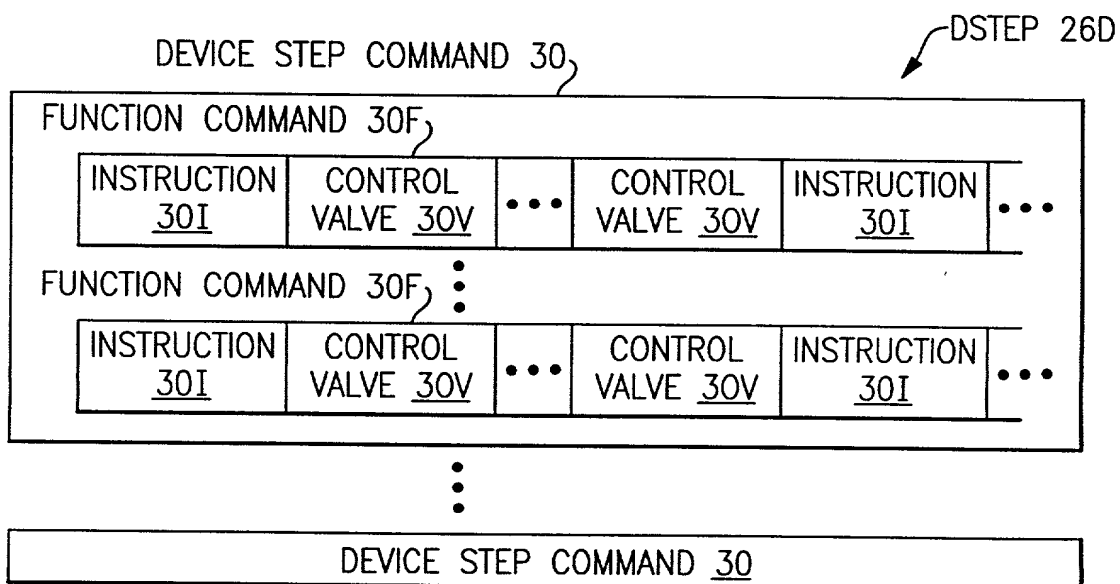 DSTEP 26D
DEVICE STEP COMMAND 30
FUNCTION COMMAND 30F
INSTRUCTION 30I CONTROL VALVE 30V ••• CONTROL VALVE 30V INSTRUCTION 30I •••
FUNCTION COMMAND 30F
INSTRUCTION 30I CONTROL VALVE 30V ••• CONTROL VALVE 30V INSTRUCTION 30I •••
DEVICE STEP COMMAND 30